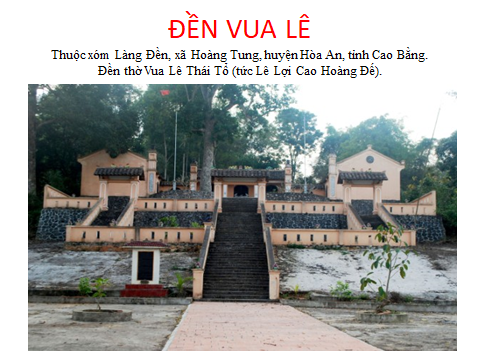 ĐỀN VUA LÊ
Thuộc xóm Làng Đền, xã Hoàng Tung, huyện Hòa An, tỉnh Cao Bằng.
Đền thờ Vua Lê Thái Tổ (tức Lê Lợi Cao Hoàng Đế).